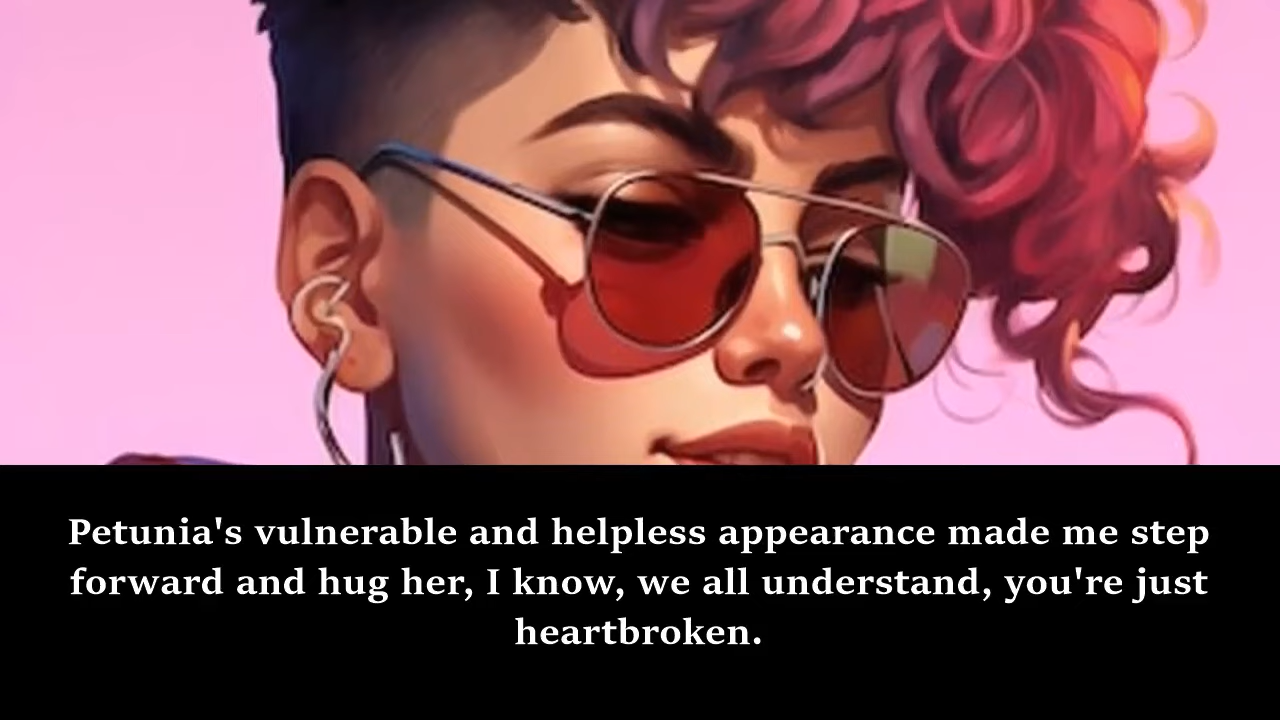 Petunia's vulnerable and helpless appearance made me step
forward and hug her, I know, we all understand, you're just
heartbroken.